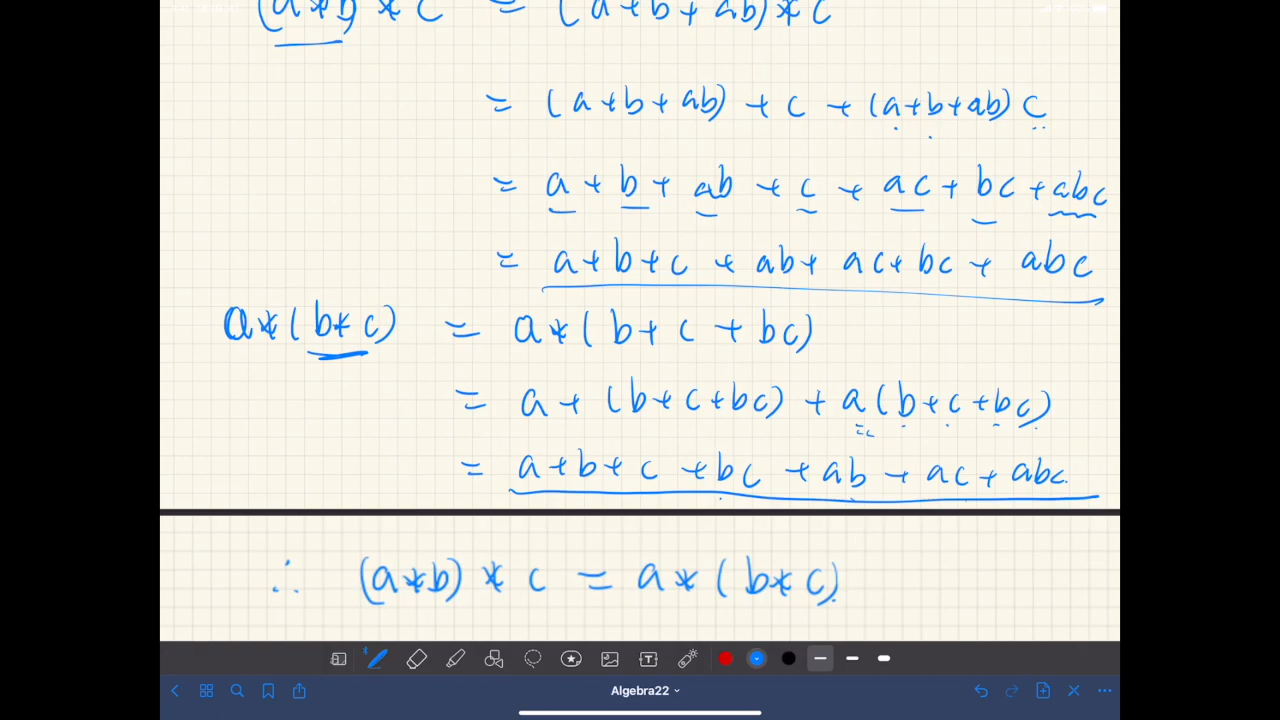 (a*b)*c = (a+b+ab)*c
= (a+b+ab)+c+(a+b+ab)c
= a+b+ab+c+ac+bc+abc
= a+b+c+ab+ac+bc+abc
a*(b*c) = a*(b+c+bc)
= a+(b+c+bc)+a(b+c+bc)
= a+b+c+bc+ab+ac+abc
∴ (a*b)*c = a*(b*c)
Algebra22